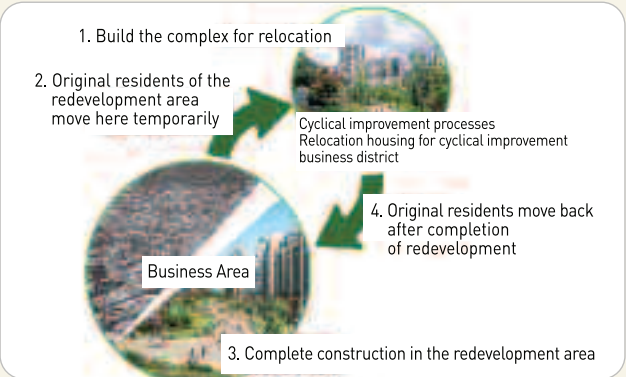 1. Build the complex for relocation
2. Original residents of the
redevelopment area
move here temporarily
Cyclical improvement processes
Relocation housing for cyclical improvement
business district
4. Original residents move back
after completion
of redevelopment
Business Area
3. Complete construction in the redevelopment area